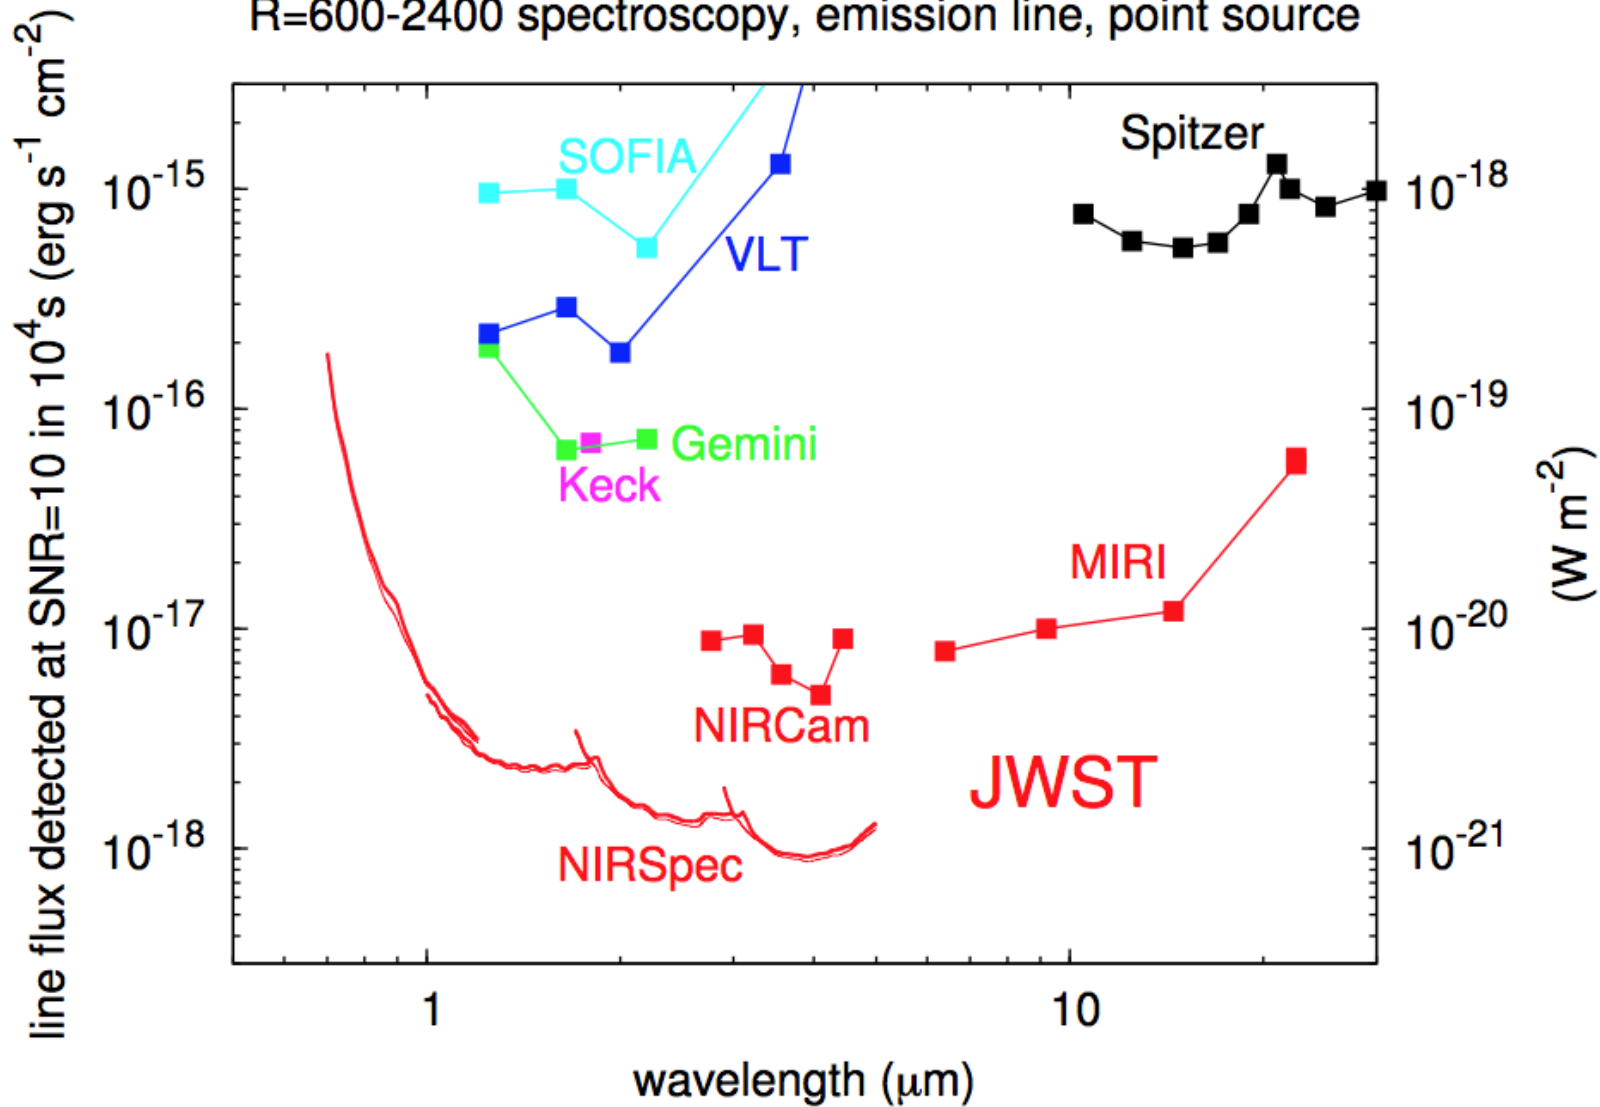 R=600-2400 spectroscopy, emission line, point source
line flux detected at SNR=10 in 10⁴s (erg s⁻¹ cm⁻²)
10⁻¹⁵
10⁻¹⁶
10⁻¹⁷
10⁻¹⁸
SOFIA
VLT
Spitzer
Gemini
Keck
MIRI
NIRCam
JWST
NIRSpec
10⁻¹⁸
10⁻¹⁹
10⁻²⁰
10⁻²¹
(W m⁻²)
1
10
wavelength (μm)